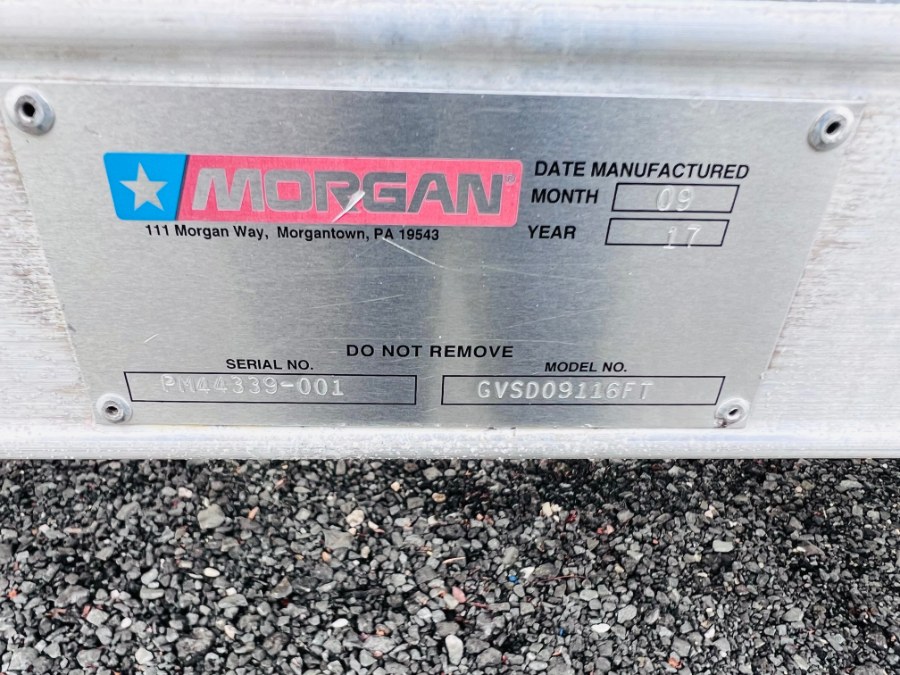 MORGAN®
111 Morgan Way, Morgantown, PA 19543
DATE MANUFACTURED
MONTH 09
YEAR 17
DO NOT REMOVE
SERIAL NO. MODEL NO.
PM44339-001 GVSD09116FT